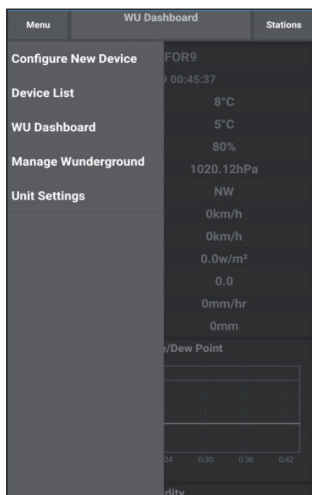 Menu
WU Dashboard
Stations
Configure New Device
Device List
WU Dashboard
Manage Wunderground
Unit Settings
FOR9
00:45:37
8°C
5°C
80%
1020.12hPa
NW
0km/h
0km/h
0.0w/m²
0.0
0mm/hr
0mm
/Dew Point
24 0:30 0:36 0:42